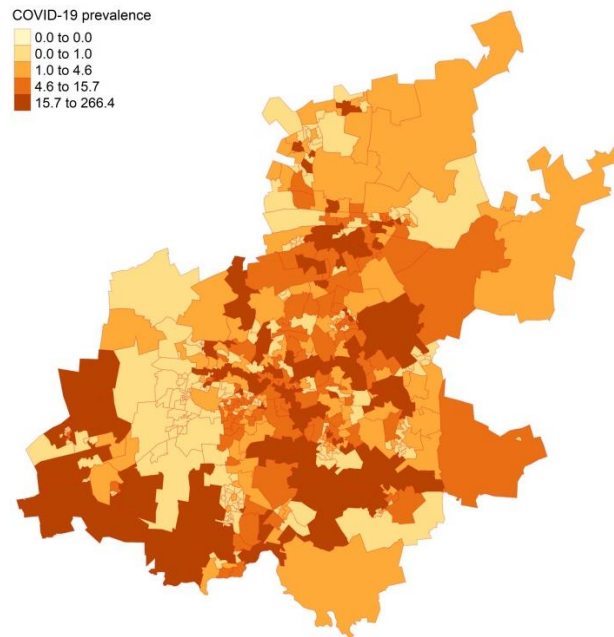 COVID-19 prevalence
0.0 to 0.0
0.0 to 1.0
1.0 to 4.6
4.6 to 15.7
15.7 to 266.4